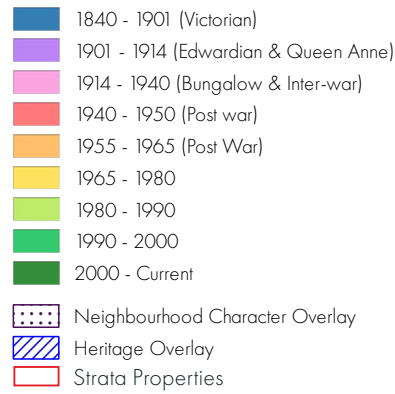 1840 - 1901 (Victorian)
1901 - 1914 (Edwardian & Queen Anne)
1914 - 1940 (Bungalow & Inter-war)
1940 - 1950 (Post war)
1955 - 1965 (Post War)
1965 - 1980
1980 - 1990
1990 - 2000
2000 - Current
Neighbourhood Character Overlay
Heritage Overlay
Strata Properties